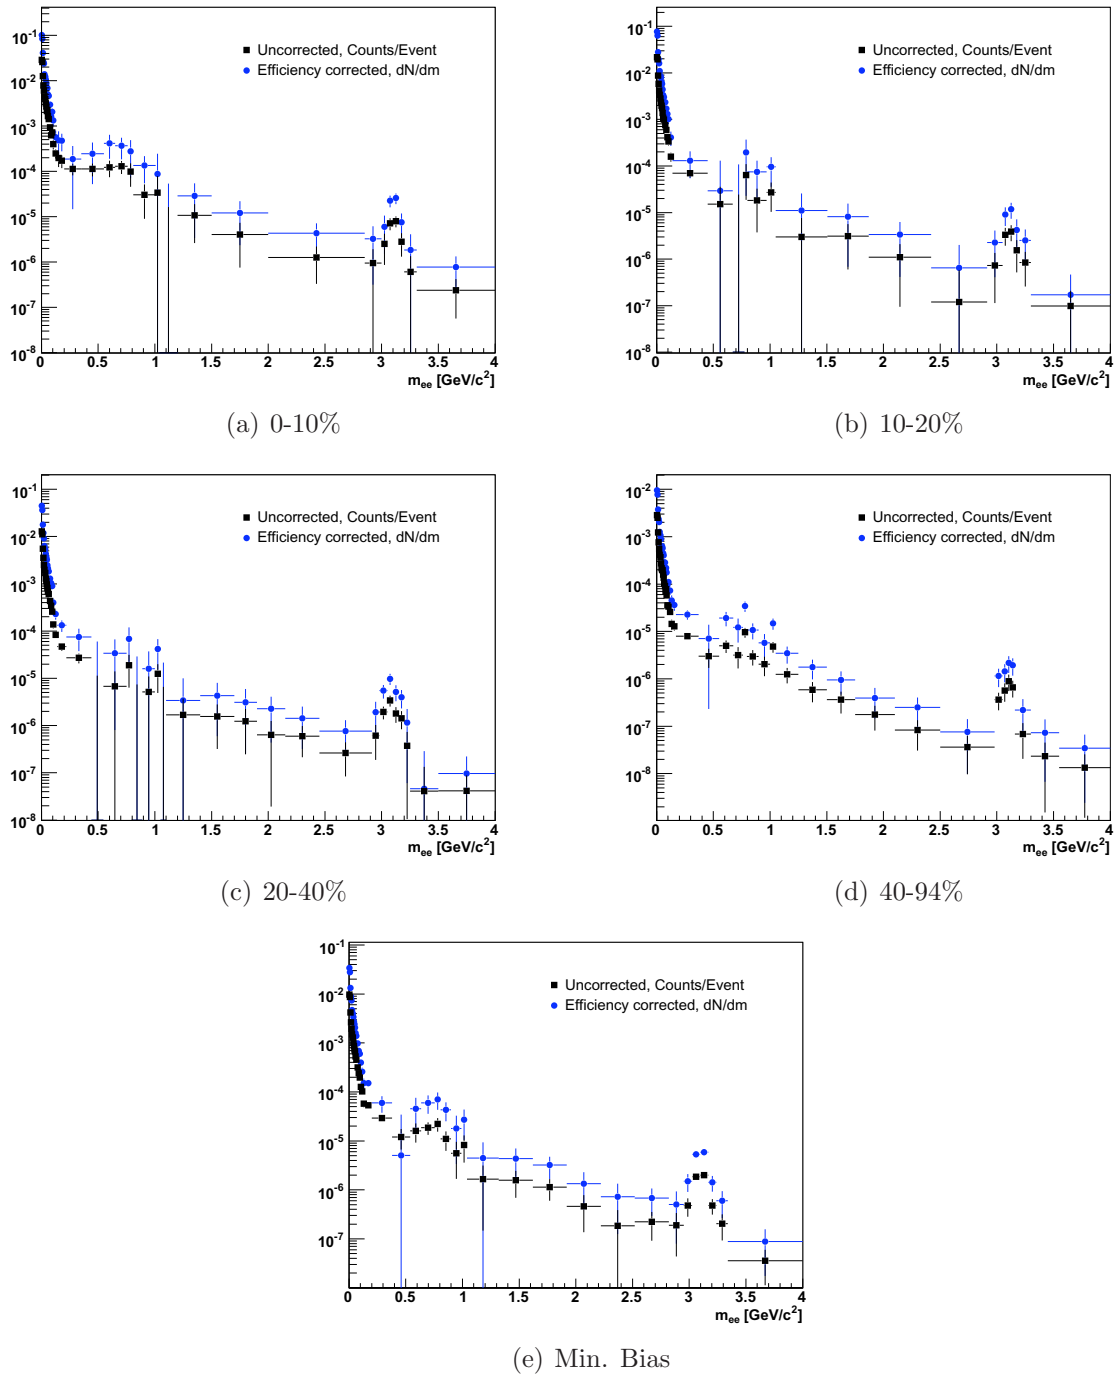 10⁻¹
10⁻²
10⁻³
10⁻⁴
10⁻⁵
10⁻⁶
10⁻⁷
10⁻⁸
Uncorrected, Counts/Event
Efficiency corrected, dN/dm
0 0.5 1 1.5 2 2.5 3 3.5 4
m_ee [GeV/c²]
(a) 0-10%
10⁻¹
10⁻²
10⁻³
10⁻⁴
10⁻⁵
10⁻⁶
10⁻⁷
10⁻⁸
Uncorrected, Counts/Event
Efficiency corrected, dN/dm
0 0.5 1 1.5 2 2.5 3 3.5 4
m_ee [GeV/c²]
(b) 10-20%
10⁻¹
10⁻²
10⁻³
10⁻⁴
10⁻⁵
10⁻⁶
10⁻⁷
10⁻⁸
Uncorrected, Counts/Event
Efficiency corrected, dN/dm
0 0.5 1 1.5 2 2.5 3 3.5 4
m_ee [GeV/c²]
(c) 20-40%
10⁻²
10⁻³
10⁻⁴
10⁻⁵
10⁻⁶
10⁻⁷
10⁻⁸
Uncorrected, Counts/Event
Efficiency corrected, dN/dm
0 0.5 1 1.5 2 2.5 3 3.5 4
m_ee [GeV/c²]
(d) 40-94%
10⁻¹
10⁻²
10⁻³
10⁻⁴
10⁻⁵
10⁻⁶
10⁻⁷
Uncorrected, Counts/Event
Efficiency corrected, dN/dm
0 0.5 1 1.5 2 2.5 3 3.5 4
m_ee [GeV/c²]
(e) Min. Bias